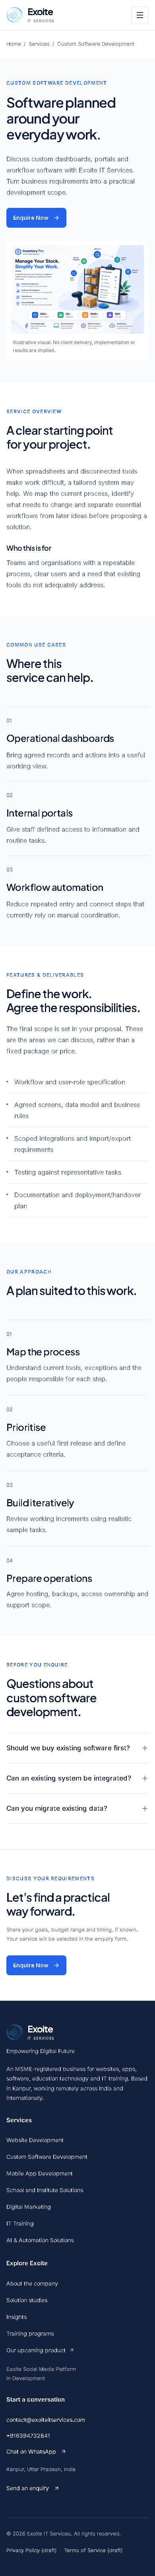 Exoite
IT SERVICES
Home / Services / Custom Software Development
CUSTOM SOFTWARE DEVELOPMENT
Software planned
around your
everyday work.
Discuss custom dashboards, portals and
workflow software with Exoite IT Services.
Turn business requirements into a practical
development scope.
Enquire Now →
Inventory Pro
Manage Your Stock.
Simplify Your Work.
Illustrative visual. No client delivery, implementation or
results are implied.
SERVICE OVERVIEW
A clear starting point
for your project.
When spreadsheets and disconnected tools
make work difficult, a tailored system may
help. We map the current process, identify
what needs to change and separate essential
workflows from later ideas before proposing a
solution.
Who this is for
Teams and organisations with a repeatable
process, clear users and a need that existing
tools do not adequately address.
COMMON USE CASES
Where this
service can help.
01
Operational dashboards
Bring agreed records and actions into a useful
working view.
02
Internal portals
Give staff defined access to information and
routine tasks.
03
Workflow automation
Reduce repeated entry and connect steps that
currently rely on manual coordination.
FEATURES & DELIVERABLES
Define the work.
Agree the responsibilities.
The final scope is set in your proposal. These
are the areas we can discuss, rather than a
fixed package or price.
• Workflow and user-role specification
• Agreed screens, data model and business
rules
• Scoped integrations and import/export
requirements
• Testing against representative tasks
• Documentation and deployment/handover
plan
OUR APPROACH
A plan suited to this work.
01
Map the process
Understand current tools, exceptions and the
people responsible for each step.
02
Prioritise
Choose a useful first release and define
acceptance criteria.
03
Build iteratively
Review working increments using realistic
sample tasks.
04
Prepare operations
Agree hosting, backups, access ownership and
support scope.
BEFORE YOU ENQUIRE
Questions about
custom software
development.
Should we buy existing software first? +
Can an existing system be integrated? +
Can you migrate existing data? +
DISCUSS YOUR REQUIREMENTS
Let's find a practical
way forward.
Share your goals, budget range and timing, if known.
Your service will be selected in the enquiry form.
Enquire Now →
Exoite
IT SERVICES
Empowering Digital Future
An MSME-registered business for websites, apps,
software, education technology and IT training. Based
in Kanpur, working remotely across India and
internationally.
Services
Website Development
Custom Software Development
Mobile App Development
School and Institute Solutions
Digital Marketing
IT Training
AI & Automation Solutions
Explore Exoite
About the company
Solution studies
Insights
Training programs
Our upcoming product ↗
Exoite Social Media Platform
In Development
Start a conversation
contact@exoiteitservices.com
+916394732841
Chat on WhatsApp ↗
Kanpur, Uttar Pradesh, India
Send an enquiry ↗
© 2026 Exoite IT Services. All rights reserved.
Privacy Policy (draft) Terms of Service (draft)